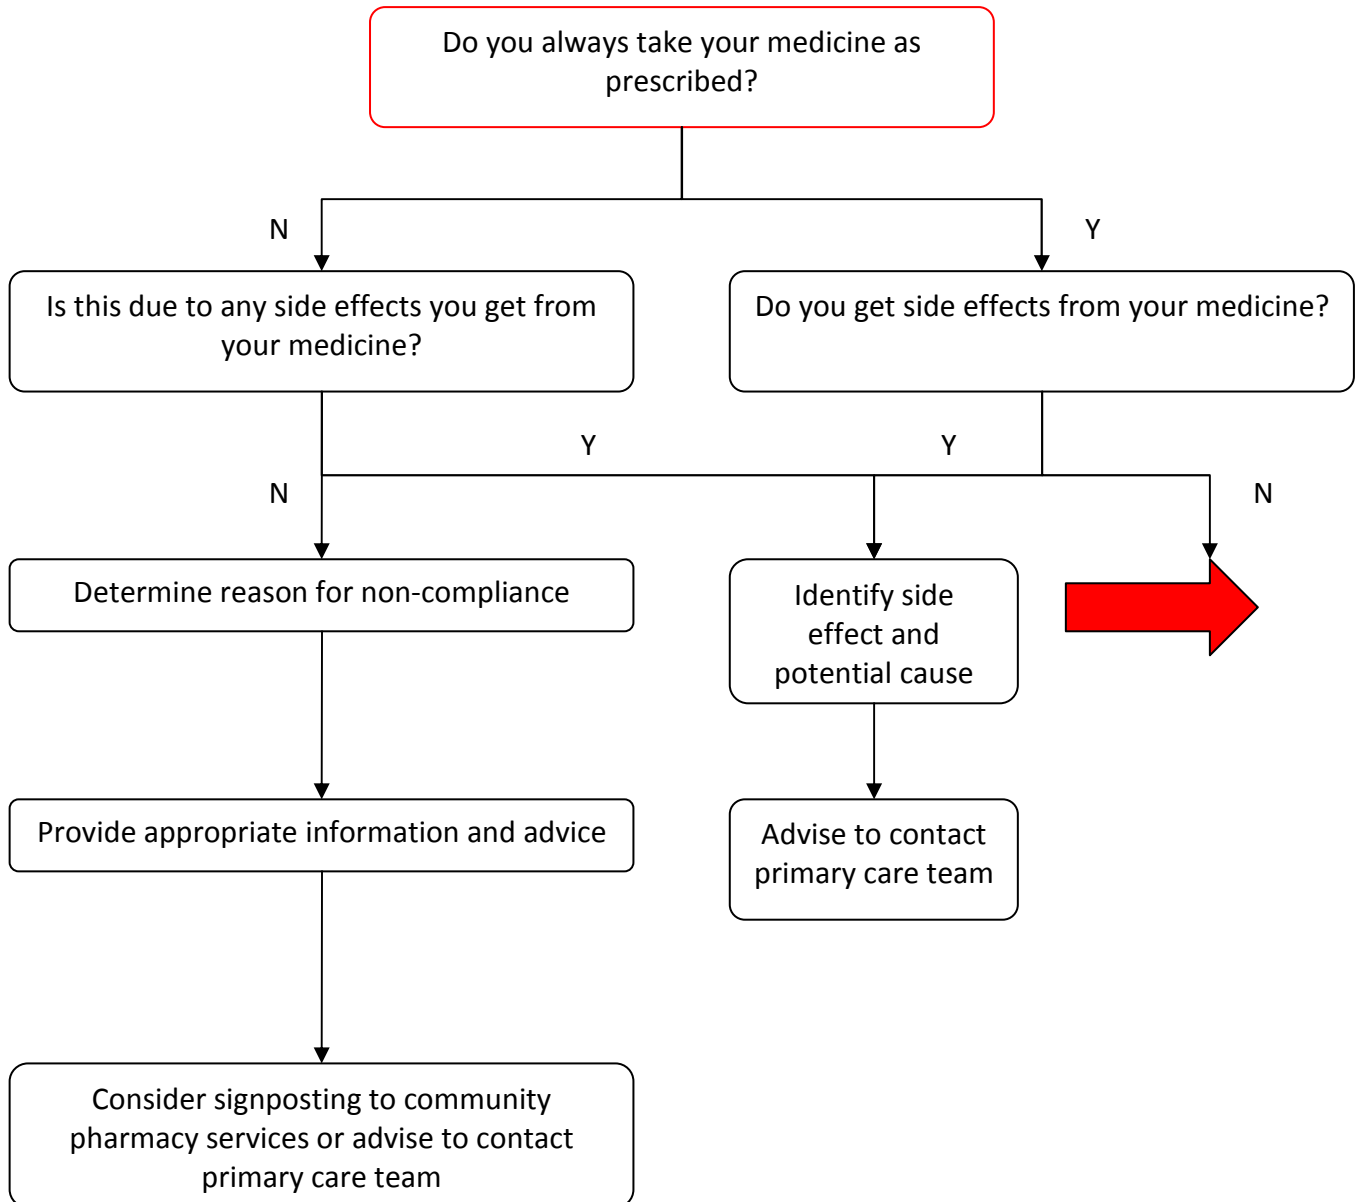 Do you always take your medicine as
prescribed?
N
Y
Is this due to any side effects you get from
your medicine?
Do you get side effects from your medicine?
Y
Y
N
N
Determine reason for non-compliance
Identify side
effect and
potential cause
Provide appropriate information and advice
Advise to contact
primary care team
Consider signposting to community
pharmacy services or advise to contact
primary care team